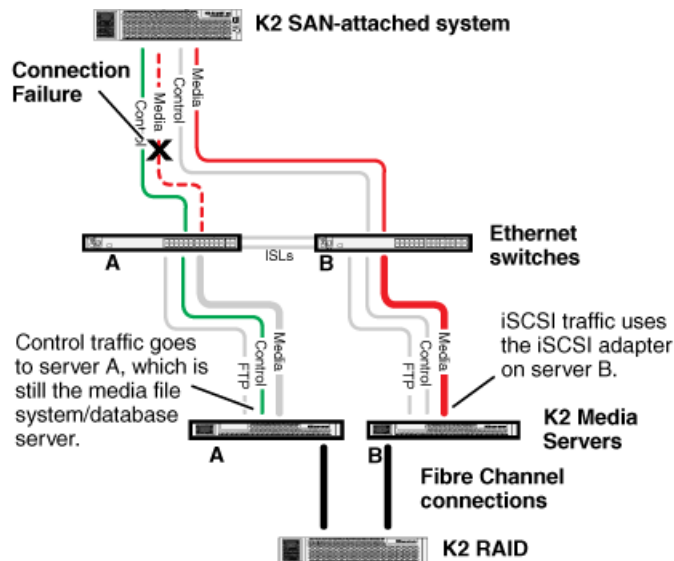 K2 SAN-attached system
Connection
Failure
Control
Media
Control
Media
A
ISLs
B
Ethernet
switches
Control traffic goes
to server A, which is
still the media file
system/database
server.
FTP
Control
Media
FTP
Control
Media
iSCSI traffic uses
the iSCSI adapter
on server B.
A
B
K2 Media
Servers
Fibre Channel
connections
K2 RAID